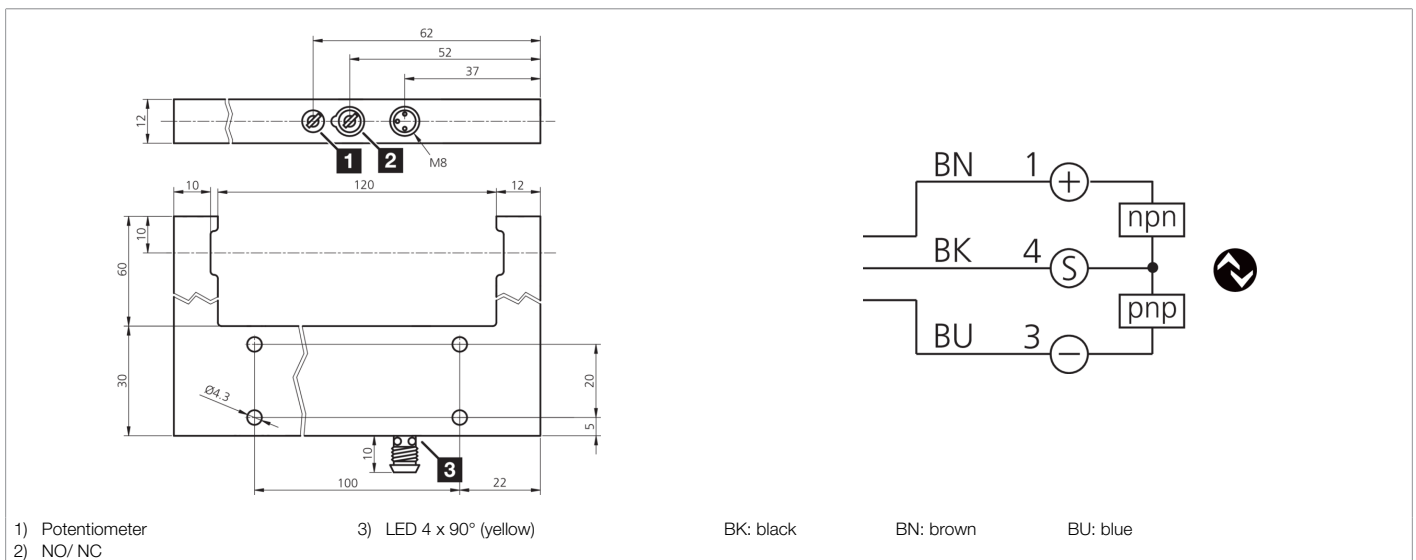 62
52
37
12
1
2
M8
10
120
12
10
60
30
Ø4.3
20
5
10
3
100
22
BN 1 +
npn
BK 4 S
pnp
BU 3 −
1) Potentiometer 3) LED 4 x 90° (yellow) BK: black BN: brown BU: blue
2) NO/ NC